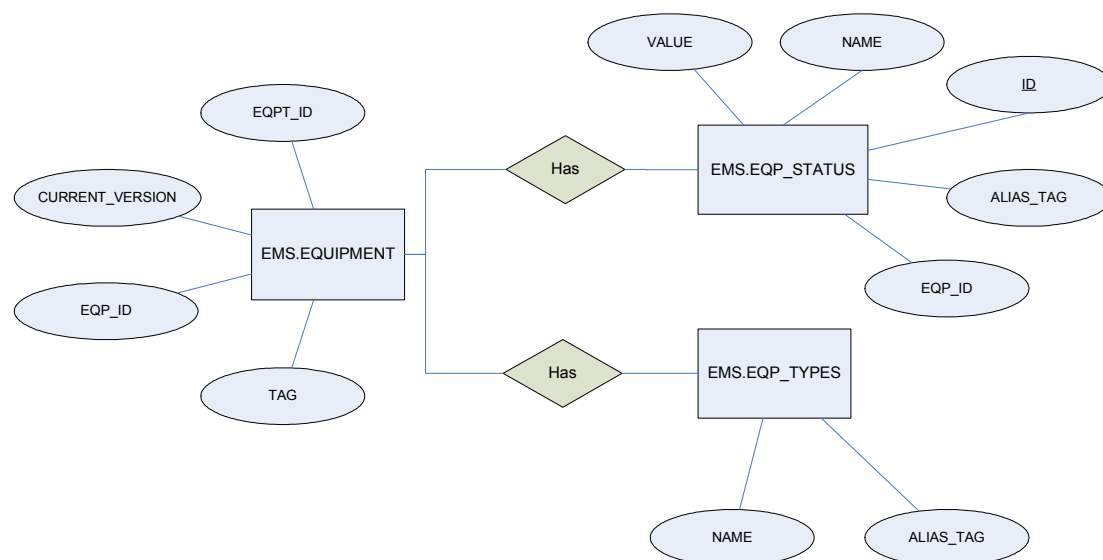 VALUE
NAME
ID
EQPT_ID
Has
EMS.EQP_STATUS
CURRENT_VERSION
ALIAS_TAG
EMS.EQUIPMENT
EQP_ID
EQP_ID
Has
EMS.EQP_TYPES
TAG
NAME
ALIAS_TAG